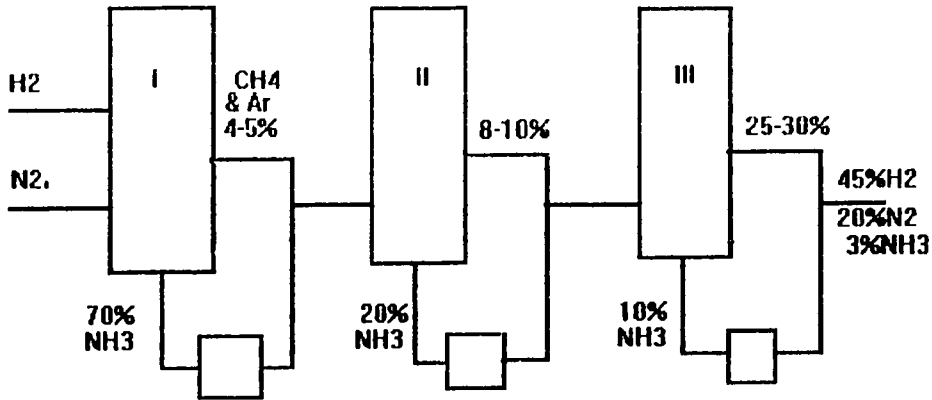 H2
N2.
I
CH4
& Ar
4-5%
70%
NH3
II
8-10%
20%
NH3
III
25-30%
10%
NH3
45%H2
20%N2
3%NH3